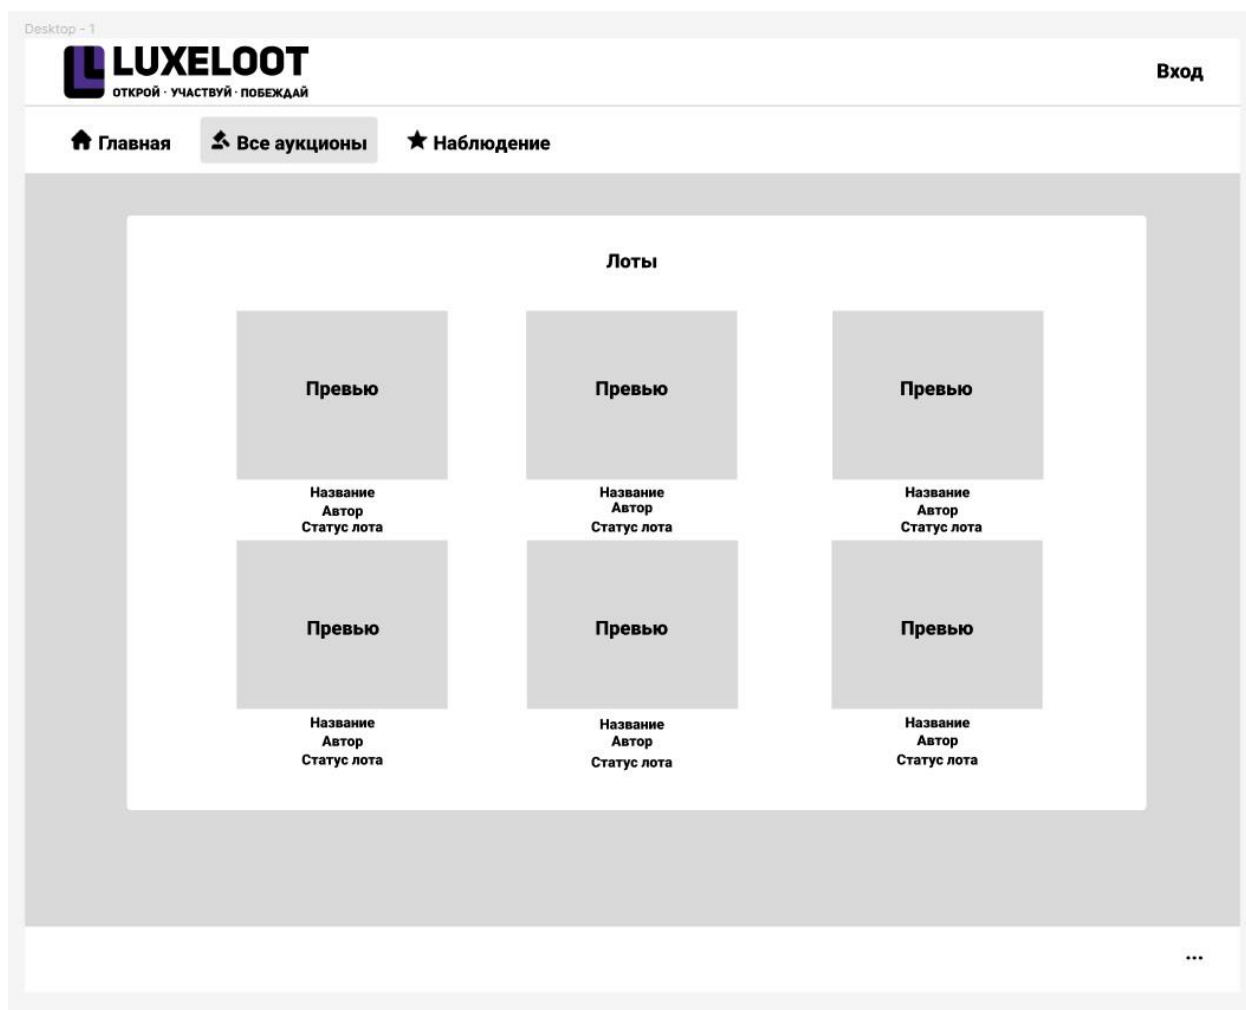 Desktop - 1
LUXELOOT
ОТКРОЙ · УЧАСТВУЙ · ПОБЕЖДАЙ
Вход
Главная
Все аукционы
Наблюдение
Лоты
Превью
Превью
Превью
Название
Автор
Статус лота
Название
Автор
Статус лота
Название
Автор
Статус лота
Превью
Превью
Превью
Название
Автор
Статус лота
Название
Автор
Статус лота
Название
Автор
Статус лота
...